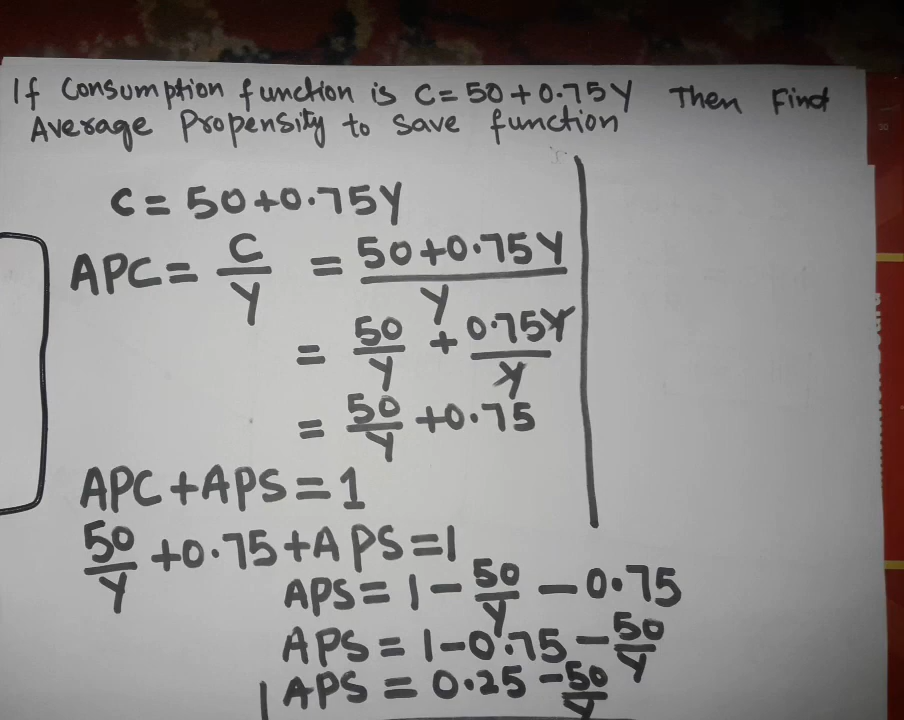 If Consumption function is C = 50 + 0.75Y Then Find
Average Propensity to Save function
C = 50+0.75Y
APC = C/Y = 50+0.75Y/Y
= 50/Y + 0.75Y/Y
= 50/Y +0.75
APC +APS = 1
50/Y +0.75+APS =1
APS = 1 - 50/Y - 0.75
APS = 1-0.75 - 50/Y
APS = 0.25 - 50/Y